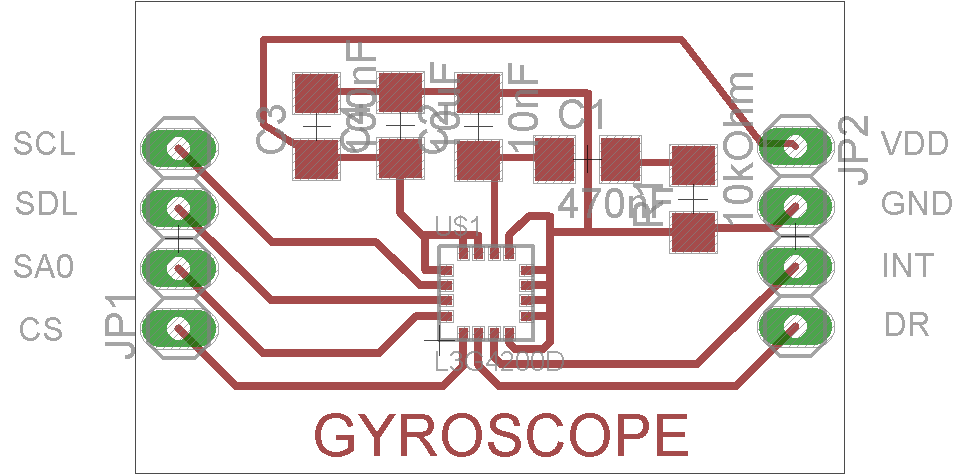 SCL
SDL
SA0
CS
JP1
C3
100nF
C4
10uF
C2
10nF
C1
470nF
R1
10kOhm
JP2
VDD
GND
INT
DR
U$1
L3G4200D
GYROSCOPE